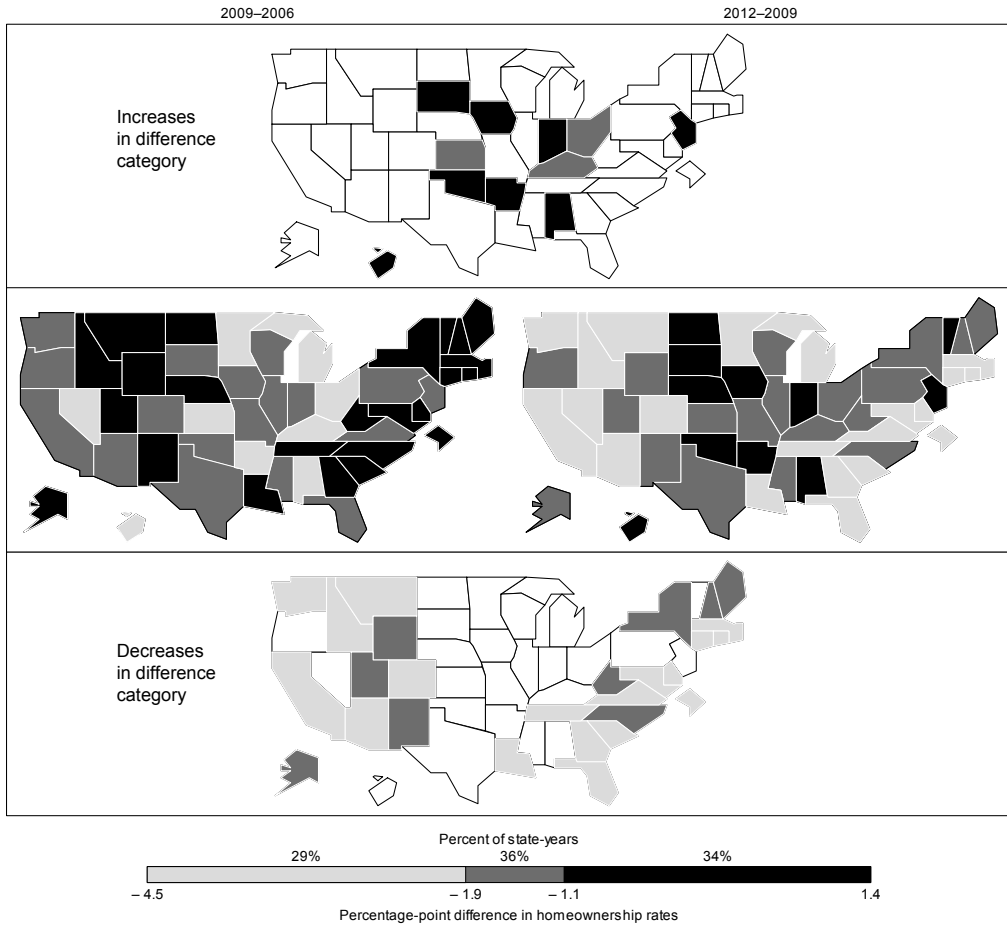 2009–2006
2012–2009
Increases
in difference
category
Decreases
in difference
category
Percent of state-years
29%
36%
34%
– 4.5
– 1.9
– 1.1
1.4
Percentage-point difference in homeownership rates